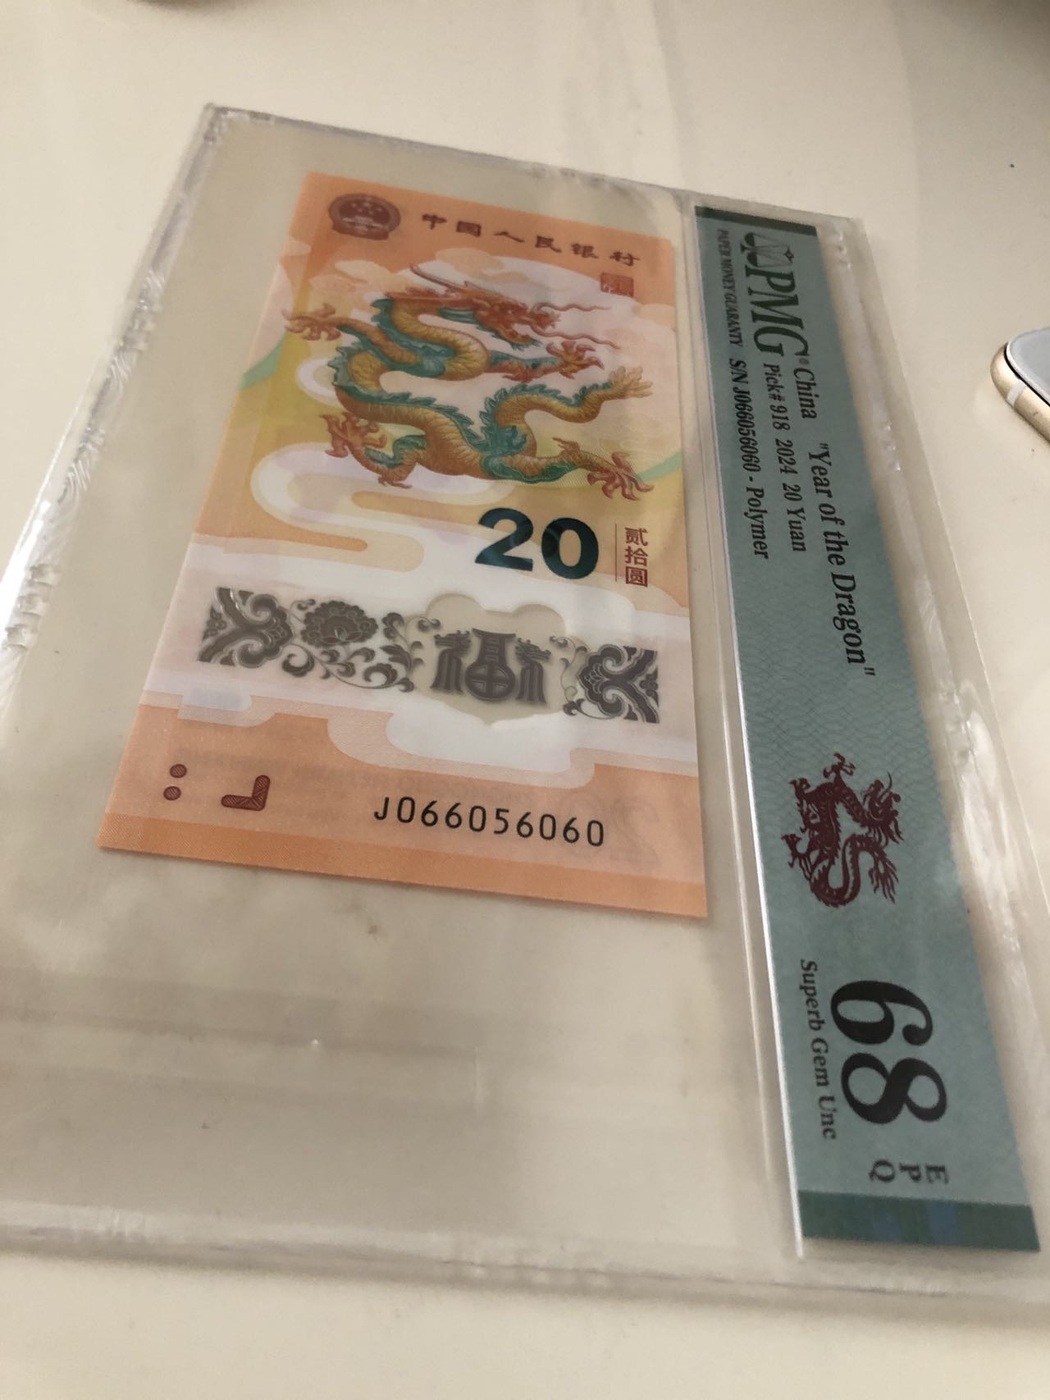 中国人民银行
20
贰拾圆
福
J066056060
PMG
PAPER MONEY GUARANTY
China "Year of the Dragon"
Pick# 918 2024 20 Yuan
S/N J066056060 - Polymer
68
Superb Gem Unc
E
P
Q